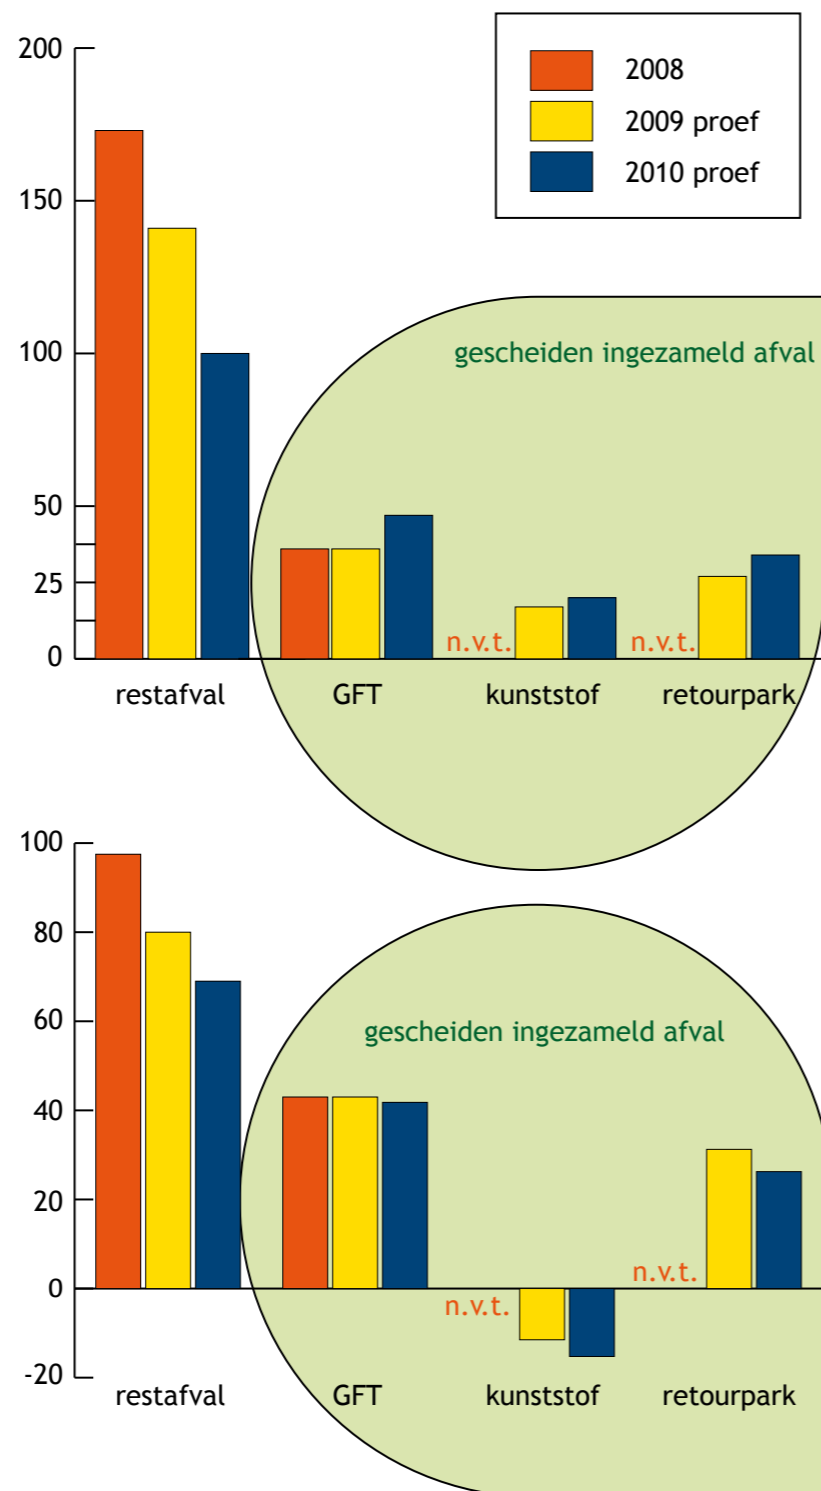 200
2008
2009 proef
2010 proef
150
100
gescheiden ingezameld afval
50
25
0
n.v.t.
n.v.t.
restafval
GFT
kunststof
retourpark
100
80
gescheiden ingezameld afval
60
40
20
n.v.t.
0
n.v.t.
-20
restafval
GFT
kunststof
retourpark